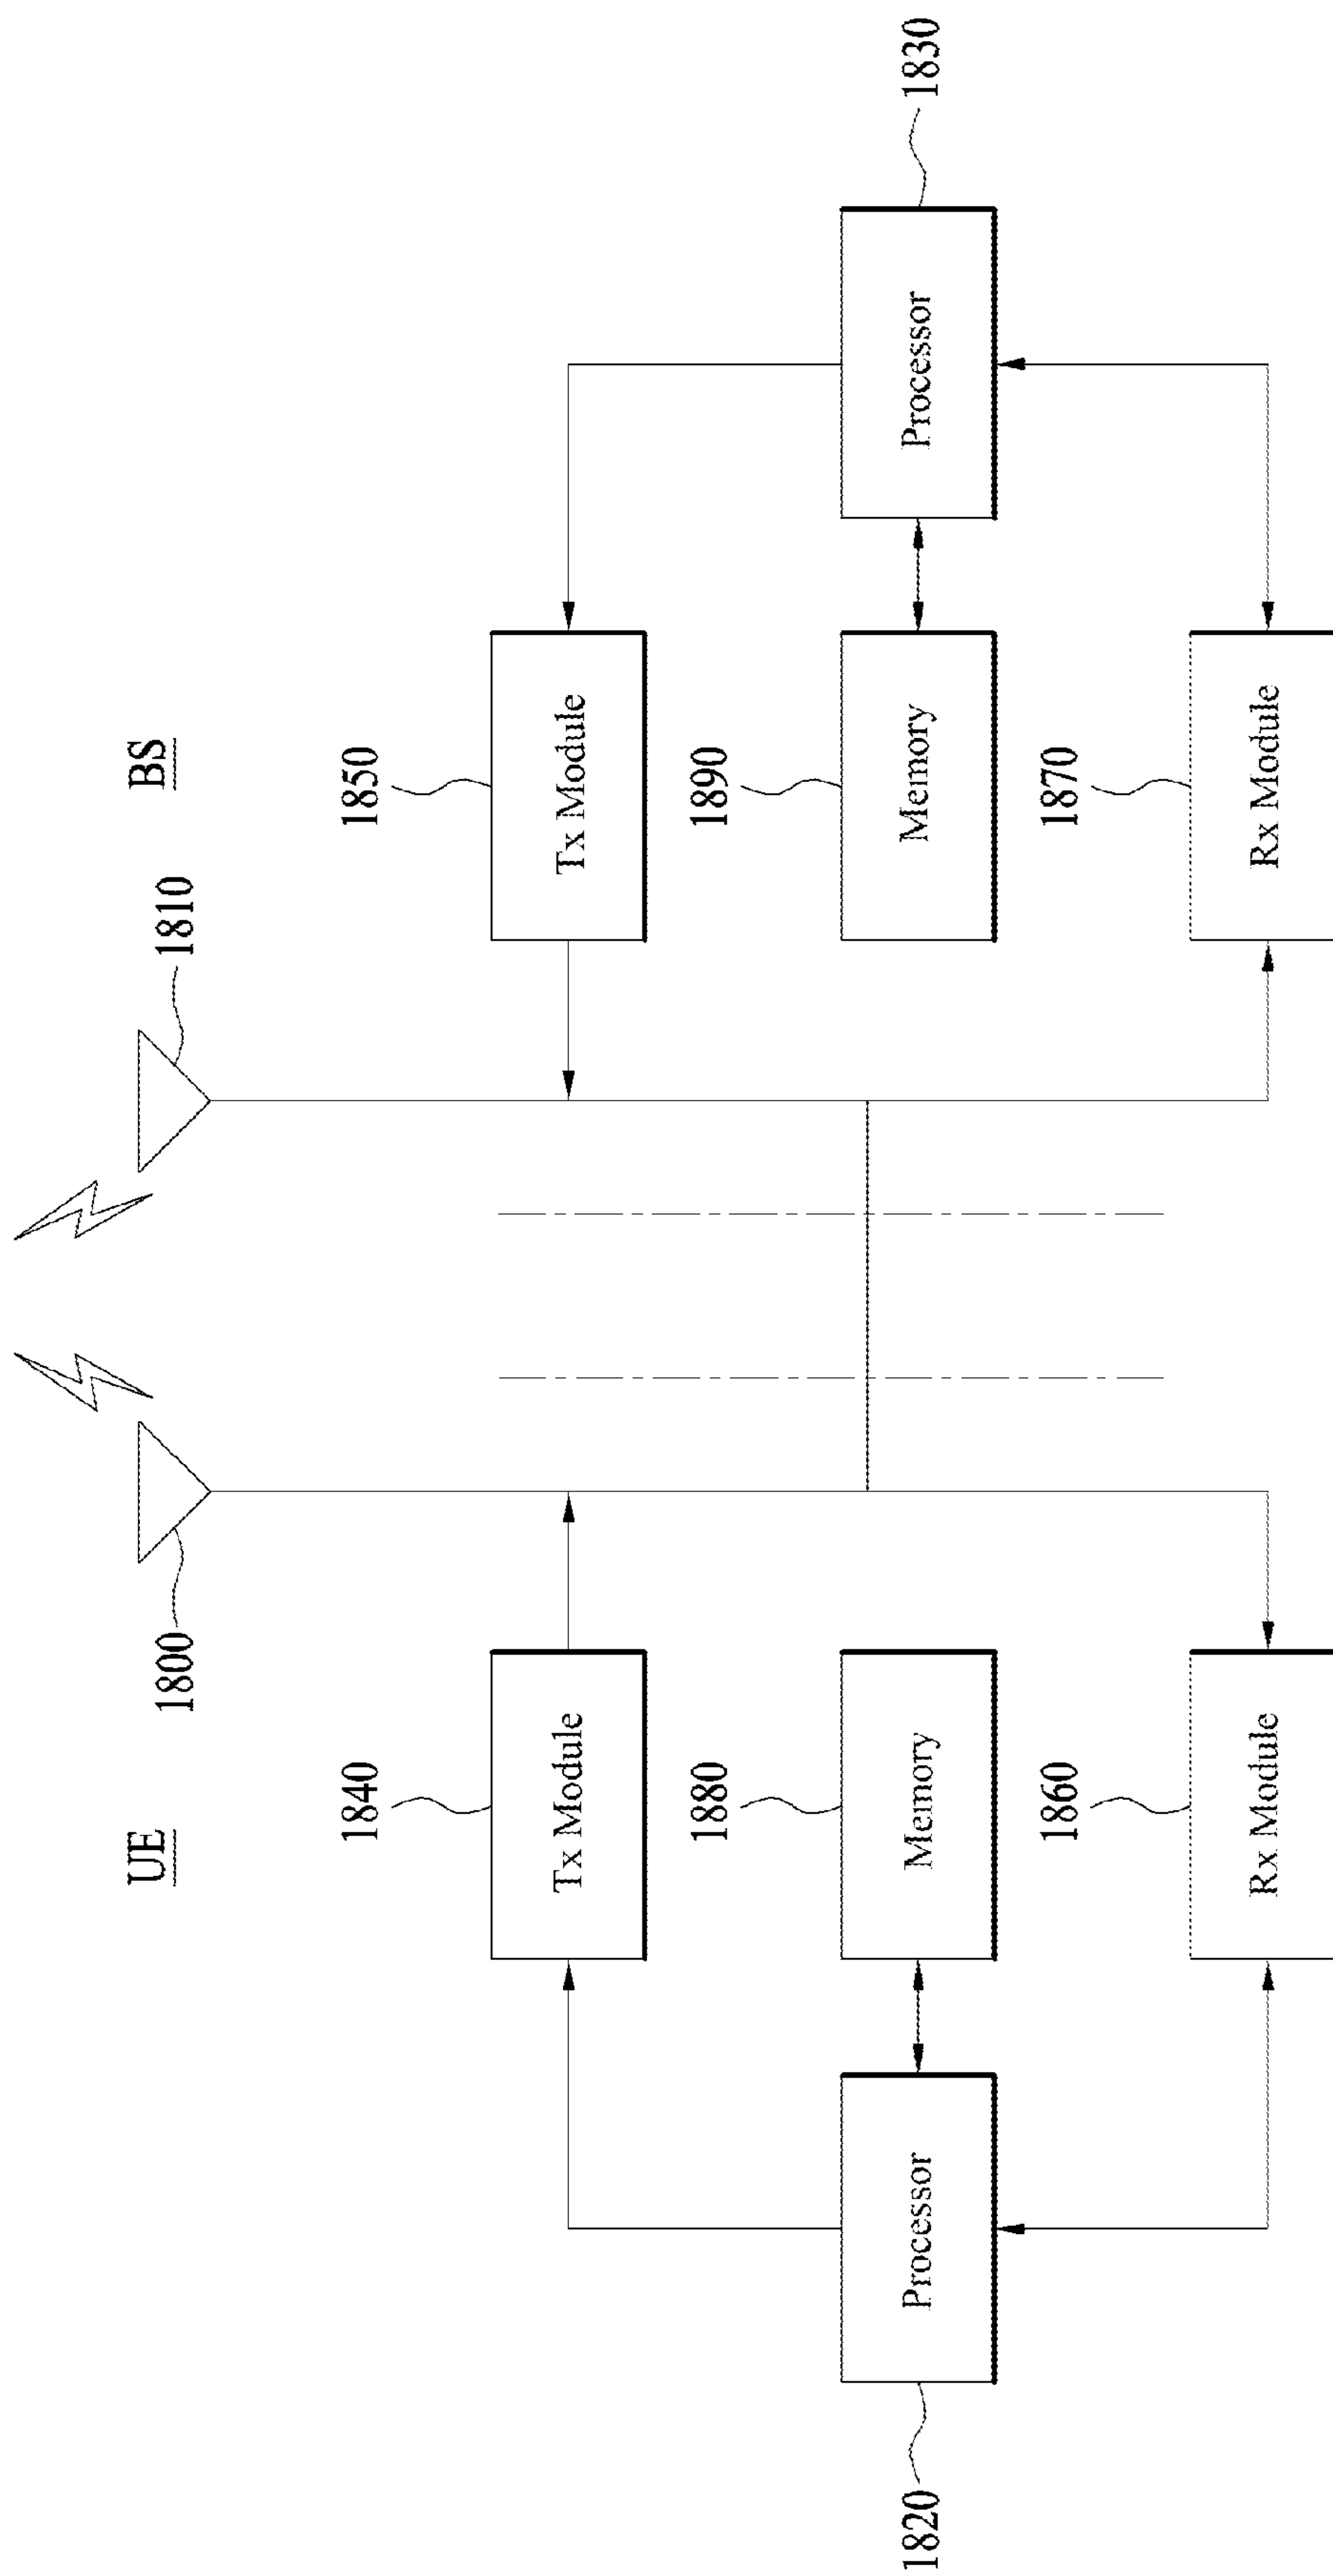 UE
BS
1800
1810
1840
Tx Module
1850
Tx Module
1820
Processor
1880
Memory
1890
Memory
Processor
1830
1860
Rx Module
1870
Rx Module